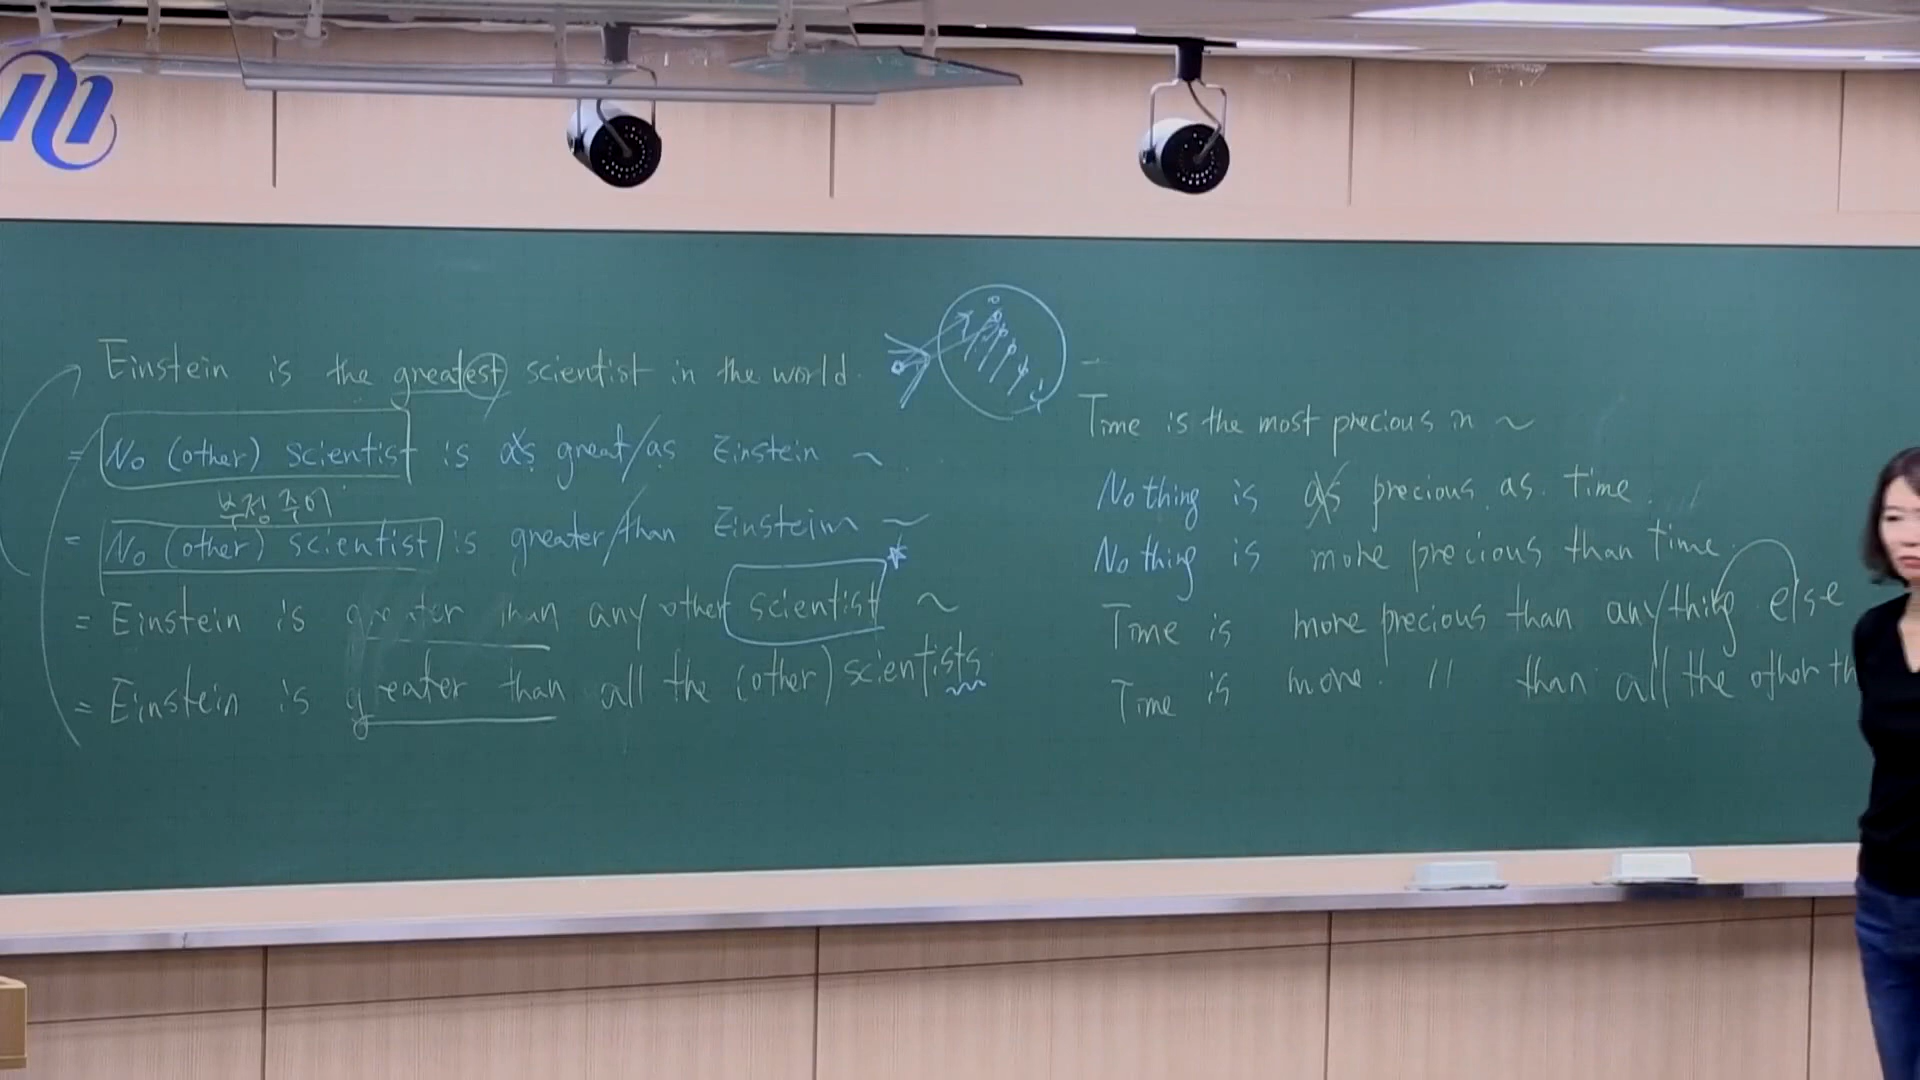 Einstein is the greatest scientist in the world.
= No (other) scientist is as great/as Einstein ~
부정주어
= No (other) scientist is greater/than Einstein ~
= Einstein is greater than any other scientist ~
= Einstein is greater than all the (other) scientists
Time is the most precious in ~
Nothing is as precious as time.
Nothing is more precious than time.
Time is more precious than anything else
Time is more 〃 than all the other th